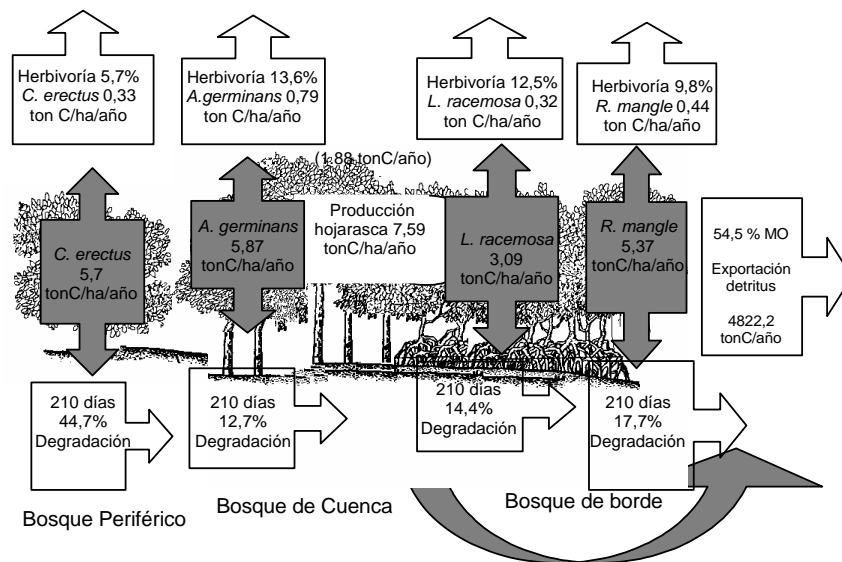 Herbivoría 5,7%
C. erectus 0,33
ton C/ha/año
Herbivoría 13,6%
A.germinans 0,79
ton C/ha/año
Herbivoría 12,5%
L. racemosa 0,32
ton C/ha/año
Herbivoría 9,8%
R. mangle 0,44
ton C/ha/año
(1.88 tonC/año)
Producción
hojarasca 7,59
tonC/ha/año
C. erectus
5,7
tonC/ha/año
A. germinans
5,87
tonC/ha/año
L. racemosa
3,09
tonC/ha/año
R. mangle
5,37
tonC/ha/año
54,5 % MO
Exportación
detritus
4822,2
tonC/año
210 días
44,7%
Degradación
210 días
12,7%
Degradación
210 días
14,4%
Degradación
210 días
17,7%
Degradación
Bosque Periférico
Bosque de Cuenca
Bosque de borde